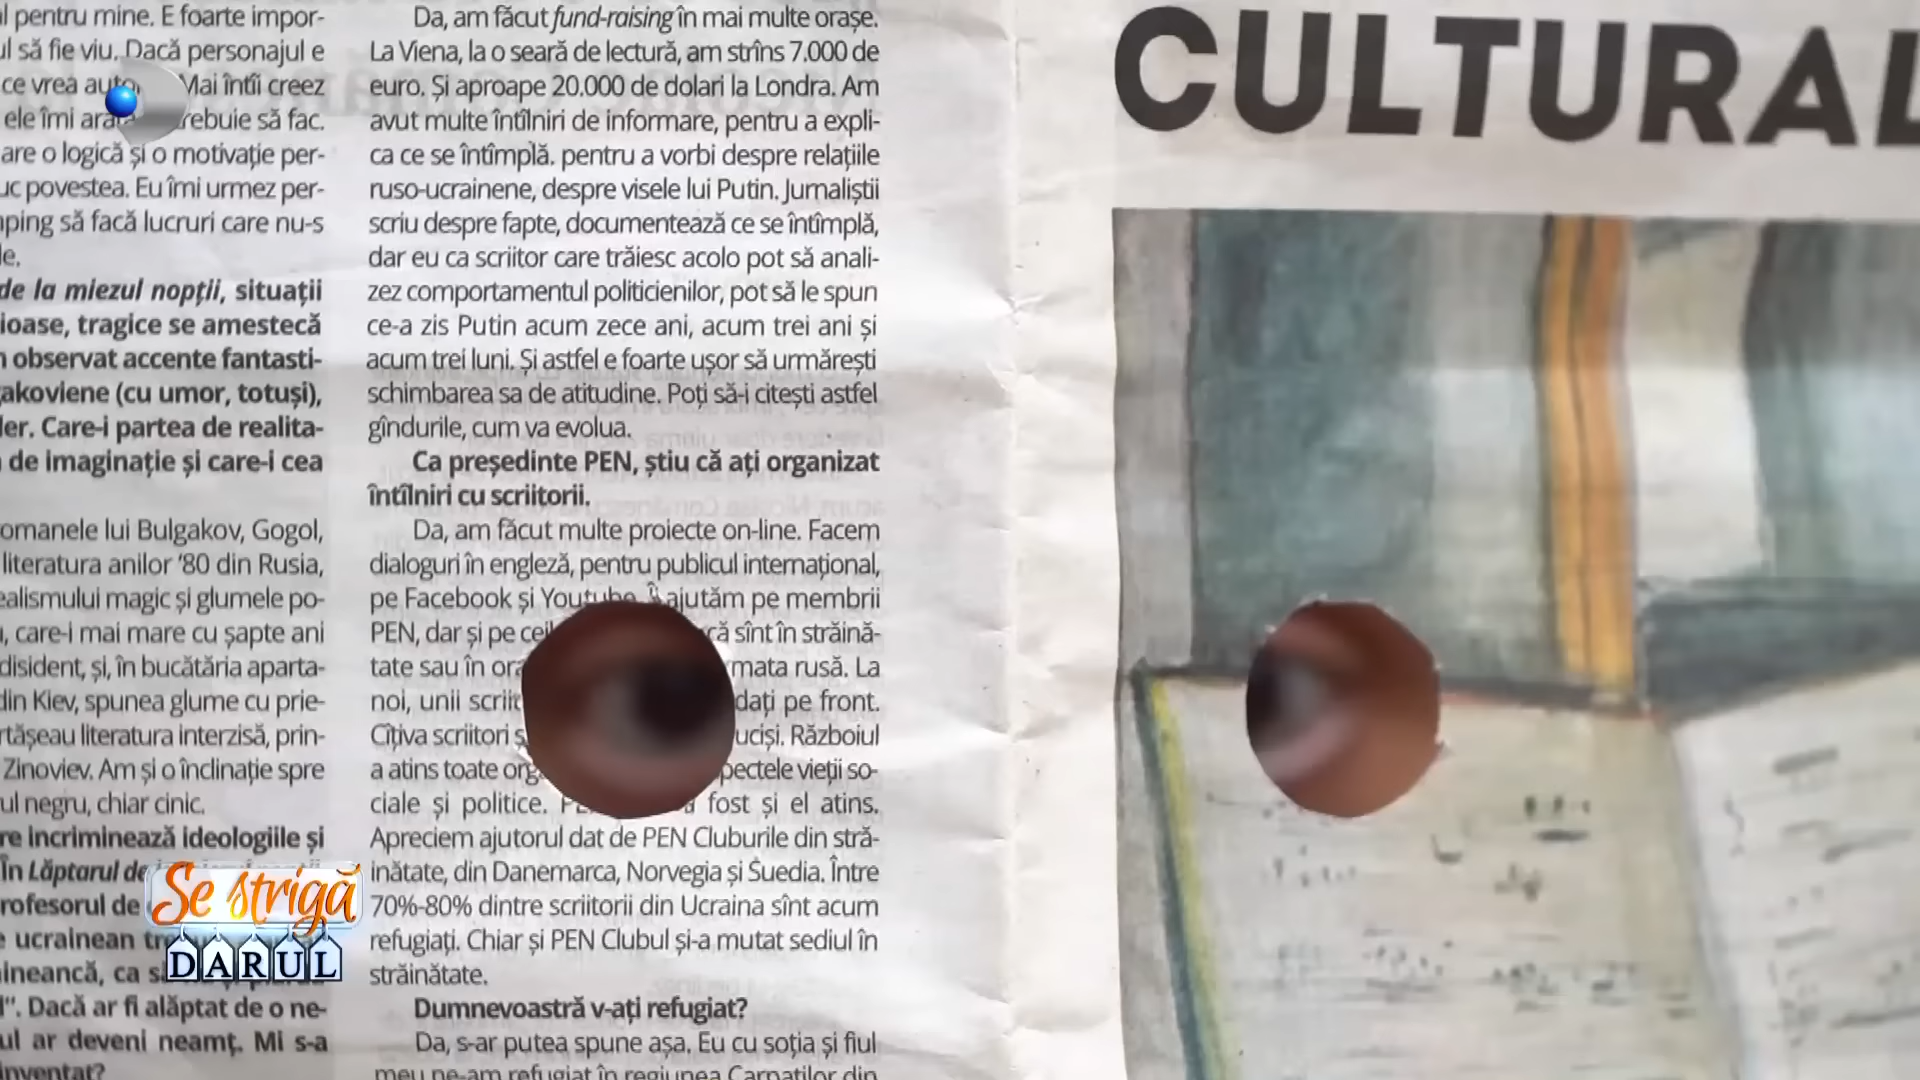 l pentru mine. E foarte impor-
ul să fie viu. Dacă personajul e
ce vrea Mai întîi creez
ele îmi trebuie să fac.
are o logică și o motivație per-
uc povestea. Eu îmi urmez per-
ping să facă lucruri care nu-s
le.
de la miezul nopții, situații
ioase, tragice se amestecă
observat accente fantasti-
akoviene (cu umor, totuși),
ler. Care-i partea de realita-
de imaginație și care-i cea
omanele lui Bulgakov, Gogol,
literatura anilor '80 din Rusia,
ealismului magic și glumele po-
, care-i mai mare cu șapte ani
disident, și, în bucătăria aparta-
din Kiev, spunea glume cu prie-
rtășeau literatura interzisă, prin-
Zinoviev. Am și o înclinație spre
ul negru, chiar cinic.
re incriminează ideologiile și
În Lăptarul de
rofesorul de
e ucrainean
aineancă, ca
l". Dacă ar fi alăptat de o ne-
ul ar deveni neamț. Mi s-a
inventat?
Da, am făcut fund-raising în mai multe orașe.
La Viena, la o seară de lectură, am strîns 7.000 de
euro. Și aproape 20.000 de dolari la Londra. Am
avut multe întîlniri de informare, pentru a expli-
ca ce se întîmplă. pentru a vorbi despre relațiile
ruso-ucrainene, despre visele lui Putin. Jurnaliștii
scriu despre fapte, documentează ce se întîmplă,
dar eu ca scriitor care trăiesc acolo pot să anali-
zez comportamentul politicienilor, pot să le spun
ce-a zis Putin acum zece ani, acum trei ani și
acum trei luni. Și astfel e foarte ușor să urmărești
schimbarea sa de atitudine. Poți să-i citești astfel
gîndurile, cum va evolua.
Ca președinte PEN, știu că ați organizat
întîlniri cu scriitorii.
Da, am făcut multe proiecte on-line. Facem
dialoguri în engleză, pentru publicul internațional,
pe Facebook și Youtube. Îi ajutăm pe membrii
PEN, dar și pe că sînt în străină-
tate sau în rusă. La
noi, unii pe front.
Cîțiva scriitori Războiul
a atins toate vieții so-
ciale și politice. fost și el atins.
Apreciem ajutorul dat de PEN Cluburile din stră-
inătate, din Danemarca, Norvegia și Suedia. Între
70%-80% dintre scriitorii din Ucraina sînt acum
refugiați. Chiar și PEN Clubul și-a mutat sediul în
străinătate.
Dumnevoastră v-ați refugiat?
Da, s-ar putea spune așa. Eu cu soția și fiul
meu ne-am refugiat în regiunea Carpaților din
CULTURAL
Se strigă
DARUL